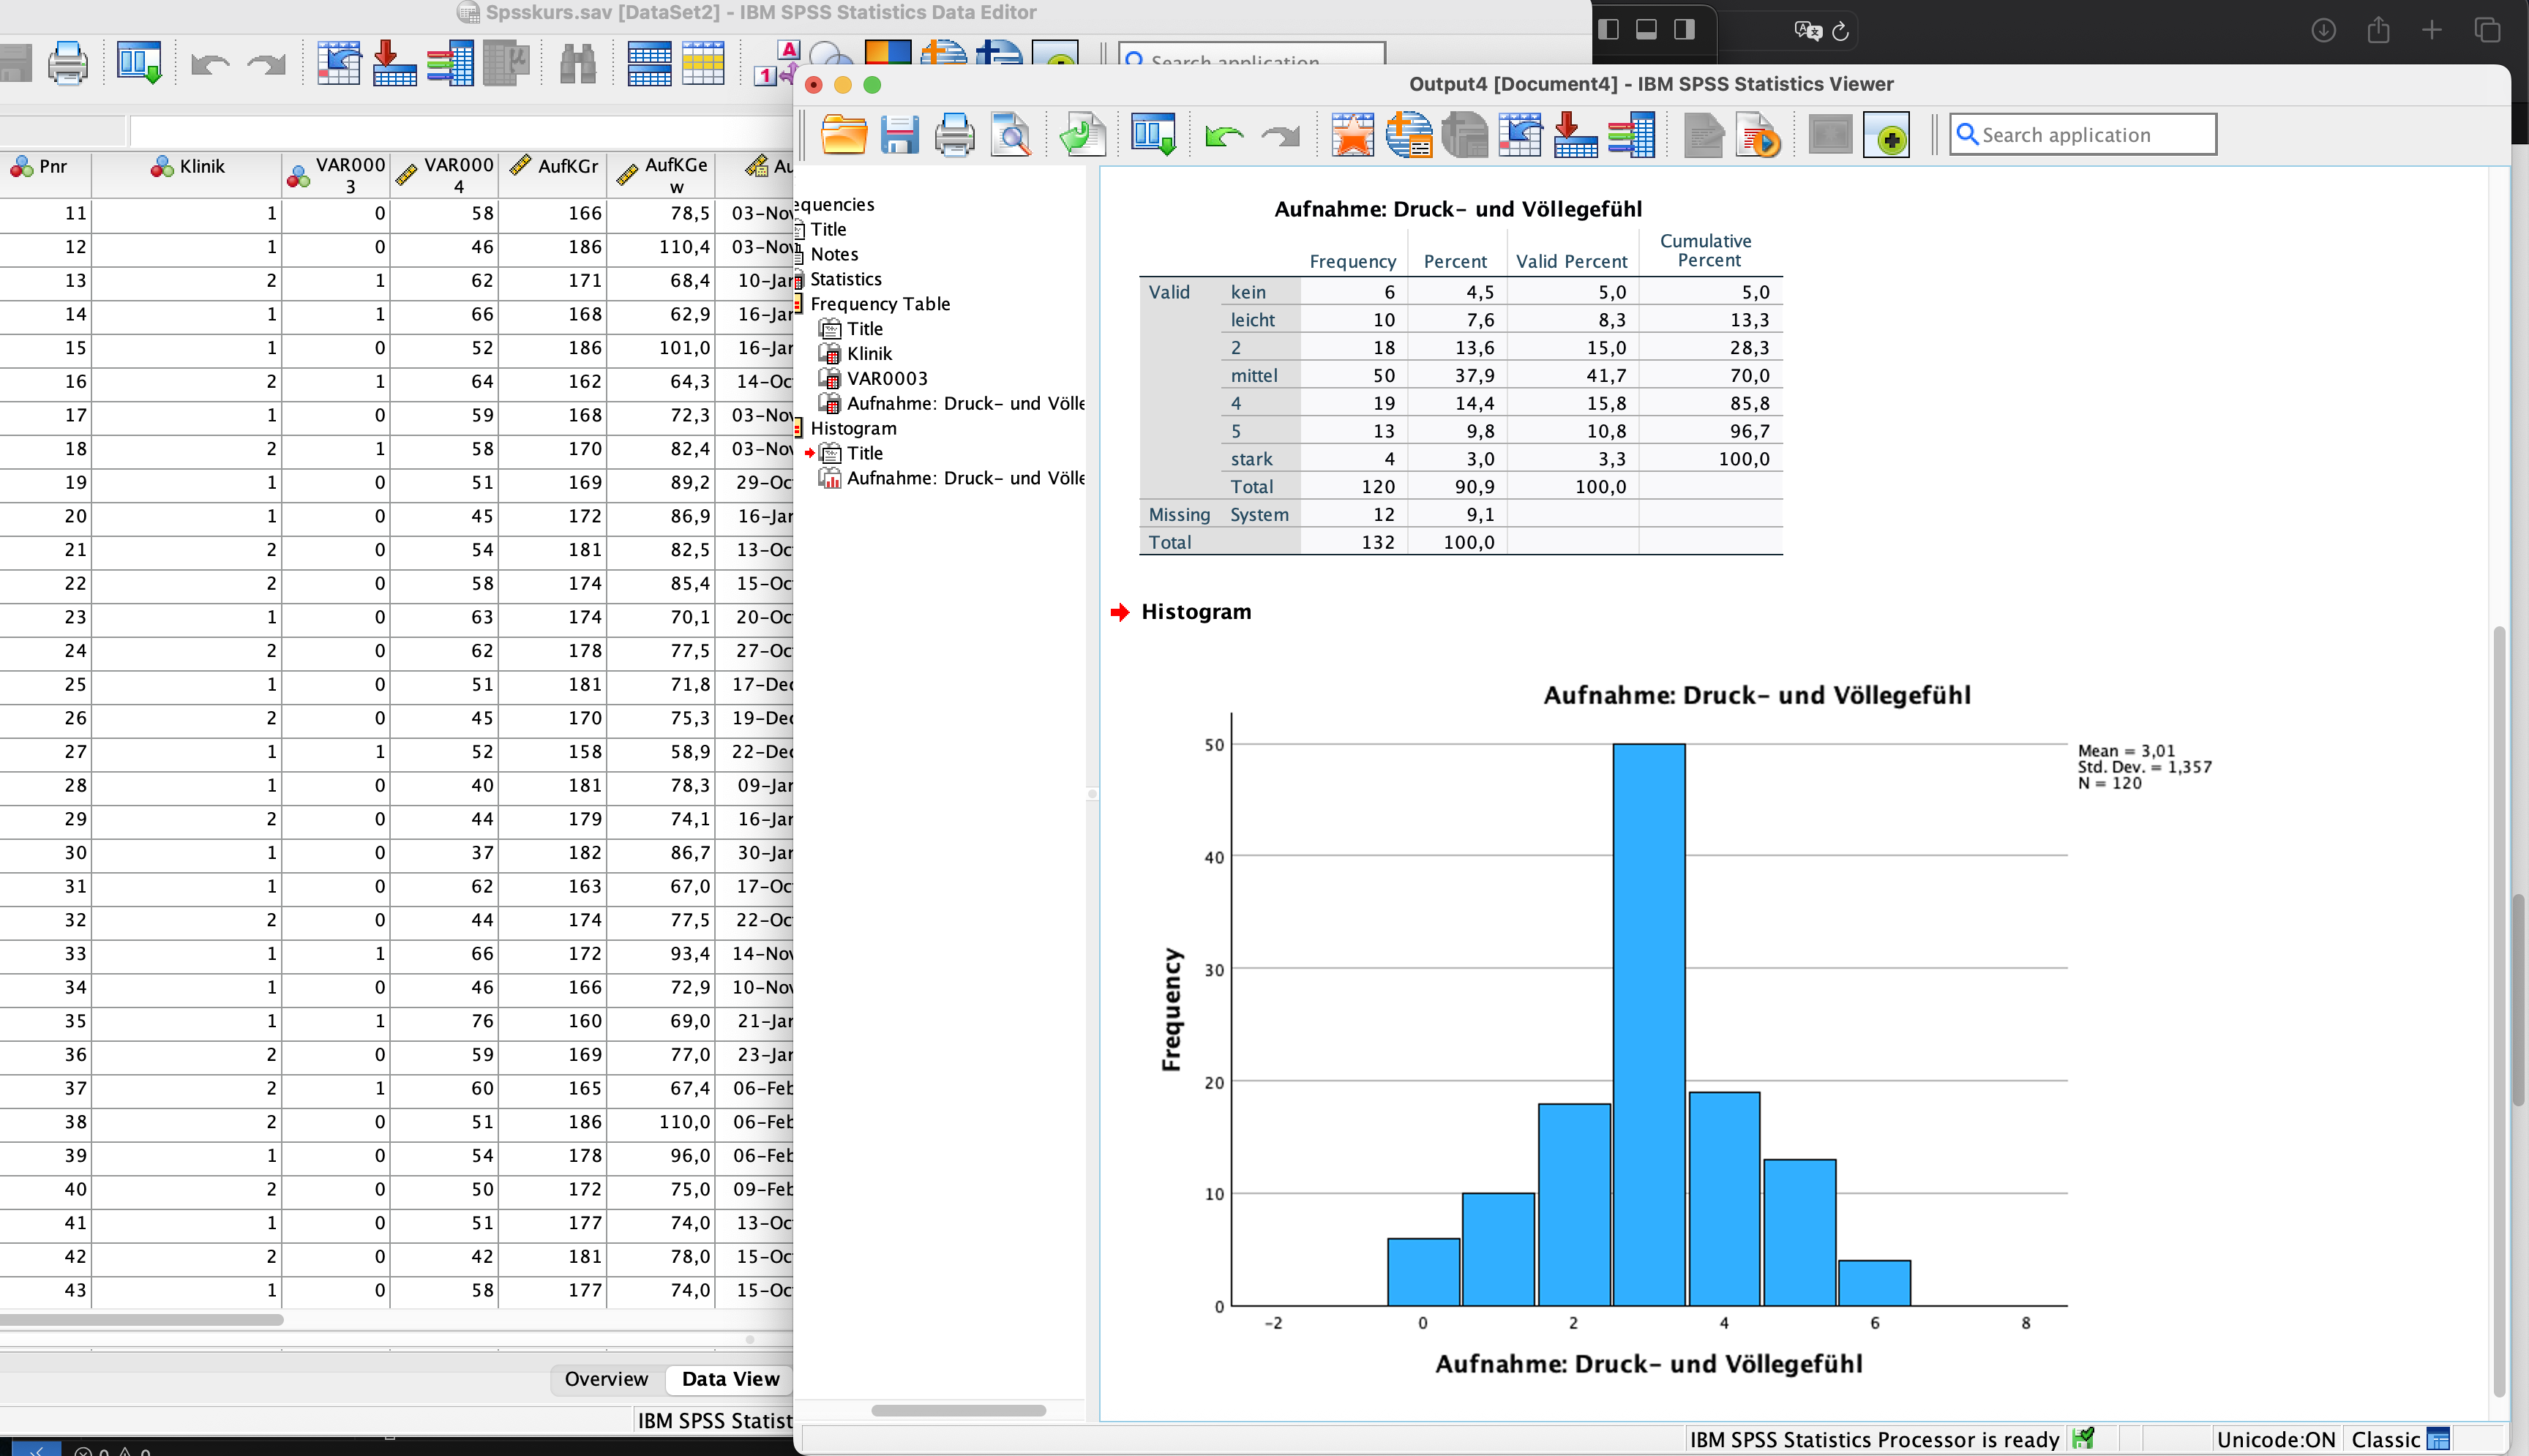 Spsskurs.sav [DataSet2] - IBM SPSS Statistics Data Editor
Search application
Pnr Klinik VAR0003 VAR0004 AufKGr AufKGew
11 1 0 58 166 78,5 03-Nov
12 1 0 46 186 110,4 03-Nov
13 2 1 62 171 68,4 10-Jan
14 1 1 66 168 62,9 16-Jan
15 1 0 52 186 101,0 16-Jan
16 2 1 64 162 64,3 14-Oc
17 1 0 59 168 72,3 03-Nov
18 2 1 58 170 82,4 03-Nov
19 1 0 51 169 89,2 29-Oc
20 1 0 45 172 86,9 16-Jan
21 2 0 54 181 82,5 13-Oc
22 2 0 58 174 85,4 15-Oc
23 1 0 63 174 70,1 20-Oc
24 2 0 62 178 77,5 27-Oc
25 1 0 51 181 71,8 17-Dec
26 2 0 45 170 75,3 19-Dec
27 1 1 52 158 58,9 22-Dec
28 1 0 40 181 78,3 09-Jan
29 2 0 44 179 74,1 16-Jan
30 1 0 37 182 86,7 30-Jan
31 1 0 62 163 67,0 17-Oc
32 2 0 44 174 77,5 22-Oc
33 1 1 66 172 93,4 14-Nov
34 1 0 46 166 72,9 10-Nov
35 1 1 76 160 69,0 21-Jan
36 2 0 59 169 77,0 23-Jan
37 2 1 60 165 67,4 06-Feb
38 2 0 51 186 110,0 06-Feb
39 1 0 54 178 96,0 06-Feb
40 2 0 50 172 75,0 09-Feb
41 1 0 51 177 74,0 13-Oc
42 2 0 42 181 78,0 15-Oc
43 1 0 58 177 74,0 15-Oc
Overview Data View
IBM SPSS Statist
Output4 [Document4] - IBM SPSS Statistics Viewer
Search application
equencies
Title
Notes
Statistics
Frequency Table
Title
Klinik
VAR0003
Aufnahme: Druck- und Völle
Histogram
Title
Aufnahme: Druck- und Völle
Aufnahme: Druck- und Völlegefühl
Frequency Percent Valid Percent Cumulative Percent
Valid kein 6 4,5 5,0 5,0
leicht 10 7,6 8,3 13,3
2 18 13,6 15,0 28,3
mittel 50 37,9 41,7 70,0
4 19 14,4 15,8 85,8
5 13 9,8 10,8 96,7
stark 4 3,0 3,3 100,0
Total 120 90,9 100,0
Missing System 12 9,1
Total 132 100,0
Histogram
Aufnahme: Druck- und Völlegefühl
Mean = 3,01
Std. Dev. = 1,357
N = 120
Frequency
50
40
30
20
10
0
-2 0 2 4 6 8
Aufnahme: Druck- und Völlegefühl
IBM SPSS Statistics Processor is ready Unicode:ON Classic